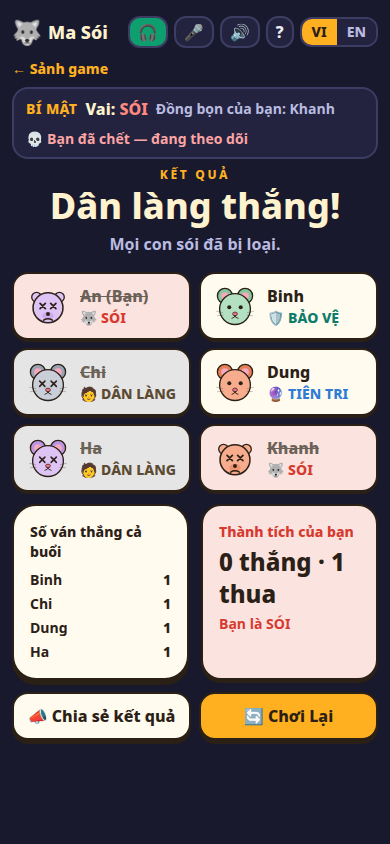 Ma Sói
?
VI
EN
← Sảnh game
BÍ MẬT Vai: SÓI Đồng bọn của bạn: Khanh
Bạn đã chết — đang theo dõi
KẾT QUẢ
Dân làng thắng!
Mọi con sói đã bị loại.
An (Bạn)
SÓI
Binh
BẢO VỆ
Chi
DÂN LÀNG
Dung
TIÊN TRI
Ha
DÂN LÀNG
Khanh
SÓI
Số ván thắng cả
buổi
Binh 1
Chi 1
Dung 1
Ha 1
Thành tích của bạn
0 thắng · 1
thua
Bạn là SÓI
Chia sẻ kết quả
Chơi Lại